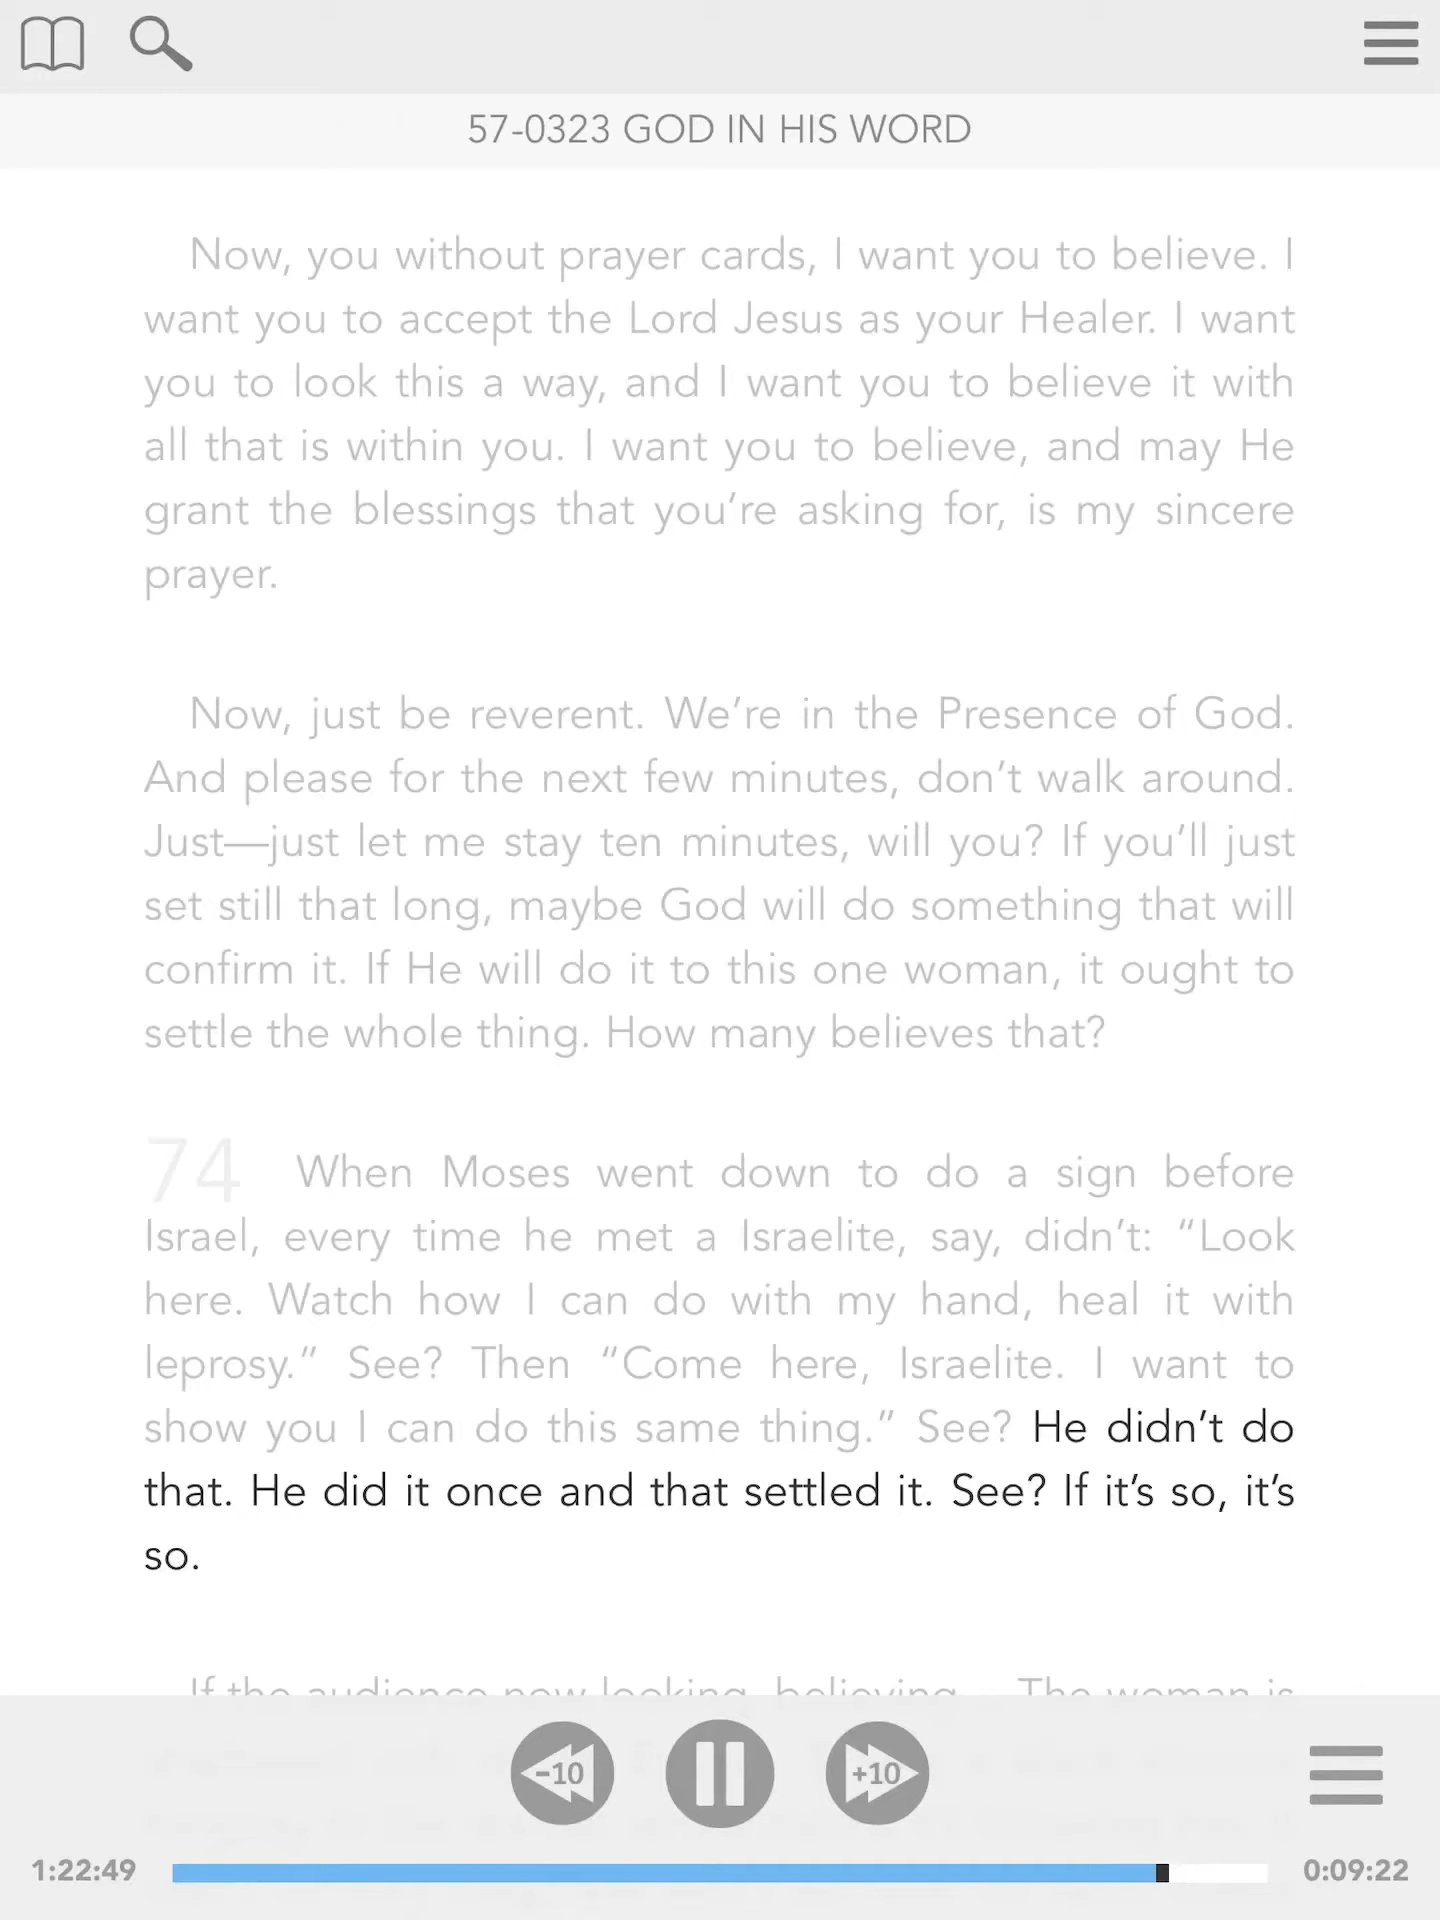 57-0323 GOD IN HIS WORD
Now, you without prayer cards, I want you to believe. I
want you to accept the Lord Jesus as your Healer. I want
you to look this a way, and I want you to believe it with
all that is within you. I want you to believe, and may He
grant the blessings that you’re asking for, is my sincere
prayer.
Now, just be reverent. We’re in the Presence of God.
And please for the next few minutes, don’t walk around.
Just—just let me stay ten minutes, will you? If you’ll just
set still that long, maybe God will do something that will
confirm it. If He will do it to this one woman, it ought to
settle the whole thing. How many believes that?
74 When Moses went down to do a sign before
Israel, every time he met a Israelite, say, didn’t: “Look
here. Watch how I can do with my hand, heal it with
leprosy.” See? Then “Come here, Israelite. I want to
show you I can do this same thing.” See? He didn’t do
that. He did it once and that settled it. See? If it’s so, it’s
so.
If the audience now looking, believing... The woman is
-10 +10
1:22:49 0:09:22